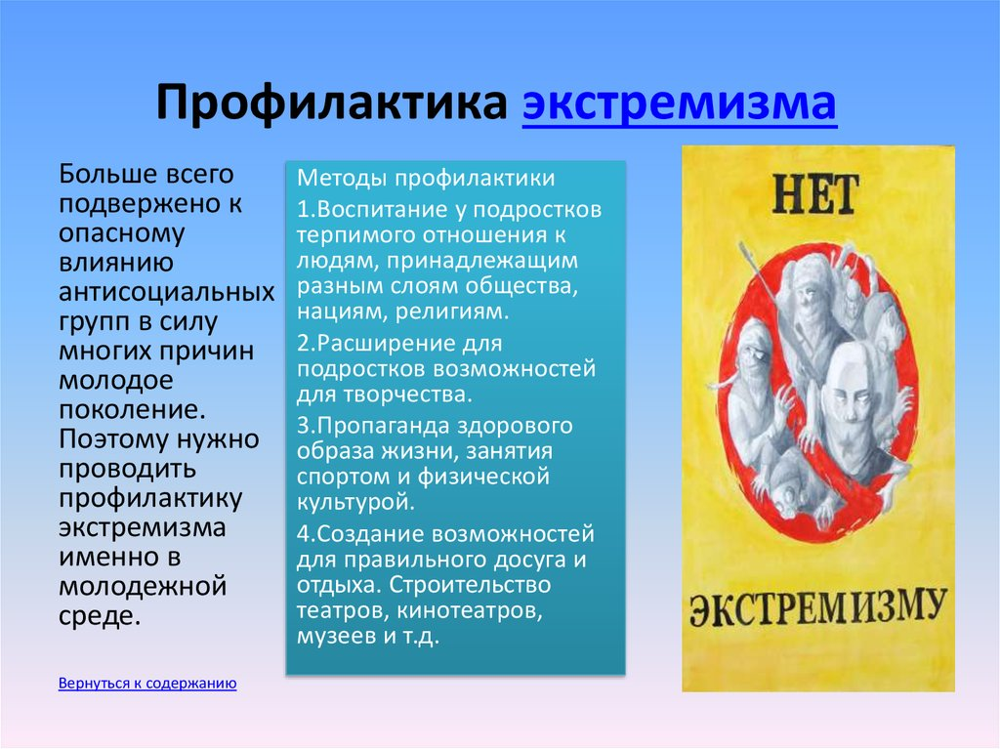 Профилактика экстремизма
Больше всего
подвержено к
опасному
влиянию
антисоциальных
групп в силу
многих причин
молодое
поколение.
Поэтому нужно
проводить
профилактику
экстремизма
именно в
молодежной
среде.
Вернуться к содержанию
Методы профилактики
1.Воспитание у подростков
терпимого отношения к
людям, принадлежащим
разным слоям общества,
нациям, религиям.
2.Расширение для
подростков возможностей
для творчества.
3.Пропаганда здорового
образа жизни, занятия
спортом и физической
культурой.
4.Создание возможностей
для правильного досуга и
отдыха. Строительство
театров, кинотеатров,
музеев и т.д.
НЕТ
ЭКСТРЕМИЗМУ